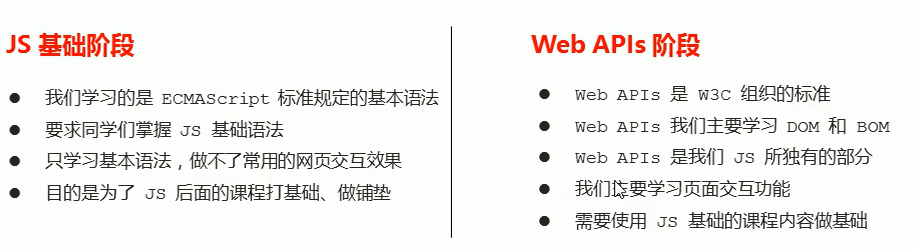 JS 基础阶段
● 我们学习的是 ECMAScript 标准规定的基本语法
● 要求同学们掌握 JS 基础语法
● 只学习基本语法，做不了常用的网页交互效果
● 目的是为了 JS 后面的课程打基础、做铺垫
Web APIs 阶段
● Web APIs 是 W3C 组织的标准
● Web APIs 我们主要学习 DOM 和 BOM
● Web APIs 是我们 JS 所独有的部分
● 我们主要学习页面交互功能
● 需要使用 JS 基础的课程内容做基础